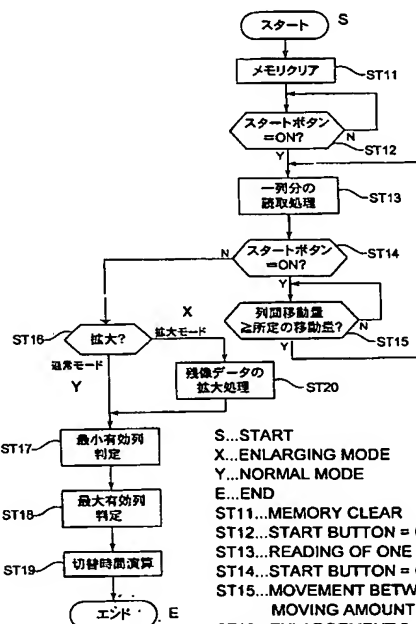 スタート S
メモリクリア ST11
スタートボタン
=ON?
N
Y ST12
一列分の
読取処理
ST13
スタートボタン
=ON?
N
ST14
Y
X
列間移動量
≧所定の移動量?
N
Y
ST15
ST16
拡大?
拡大モード
通常モード
Y
残像データの
拡大処理
ST20
ST17
最小有効列
判定
ST18
最大有効列
判定
ST19
切替時間演算
エンド E
S...START
X...ENLARGING MODE
Y...NORMAL MODE
E...END
ST11...MEMORY CLEAR
ST12...START BUTTON =
ST13...READING OF ONE
ST14...START BUTTON =
ST15...MOVEMENT
MOVING AMOUNT